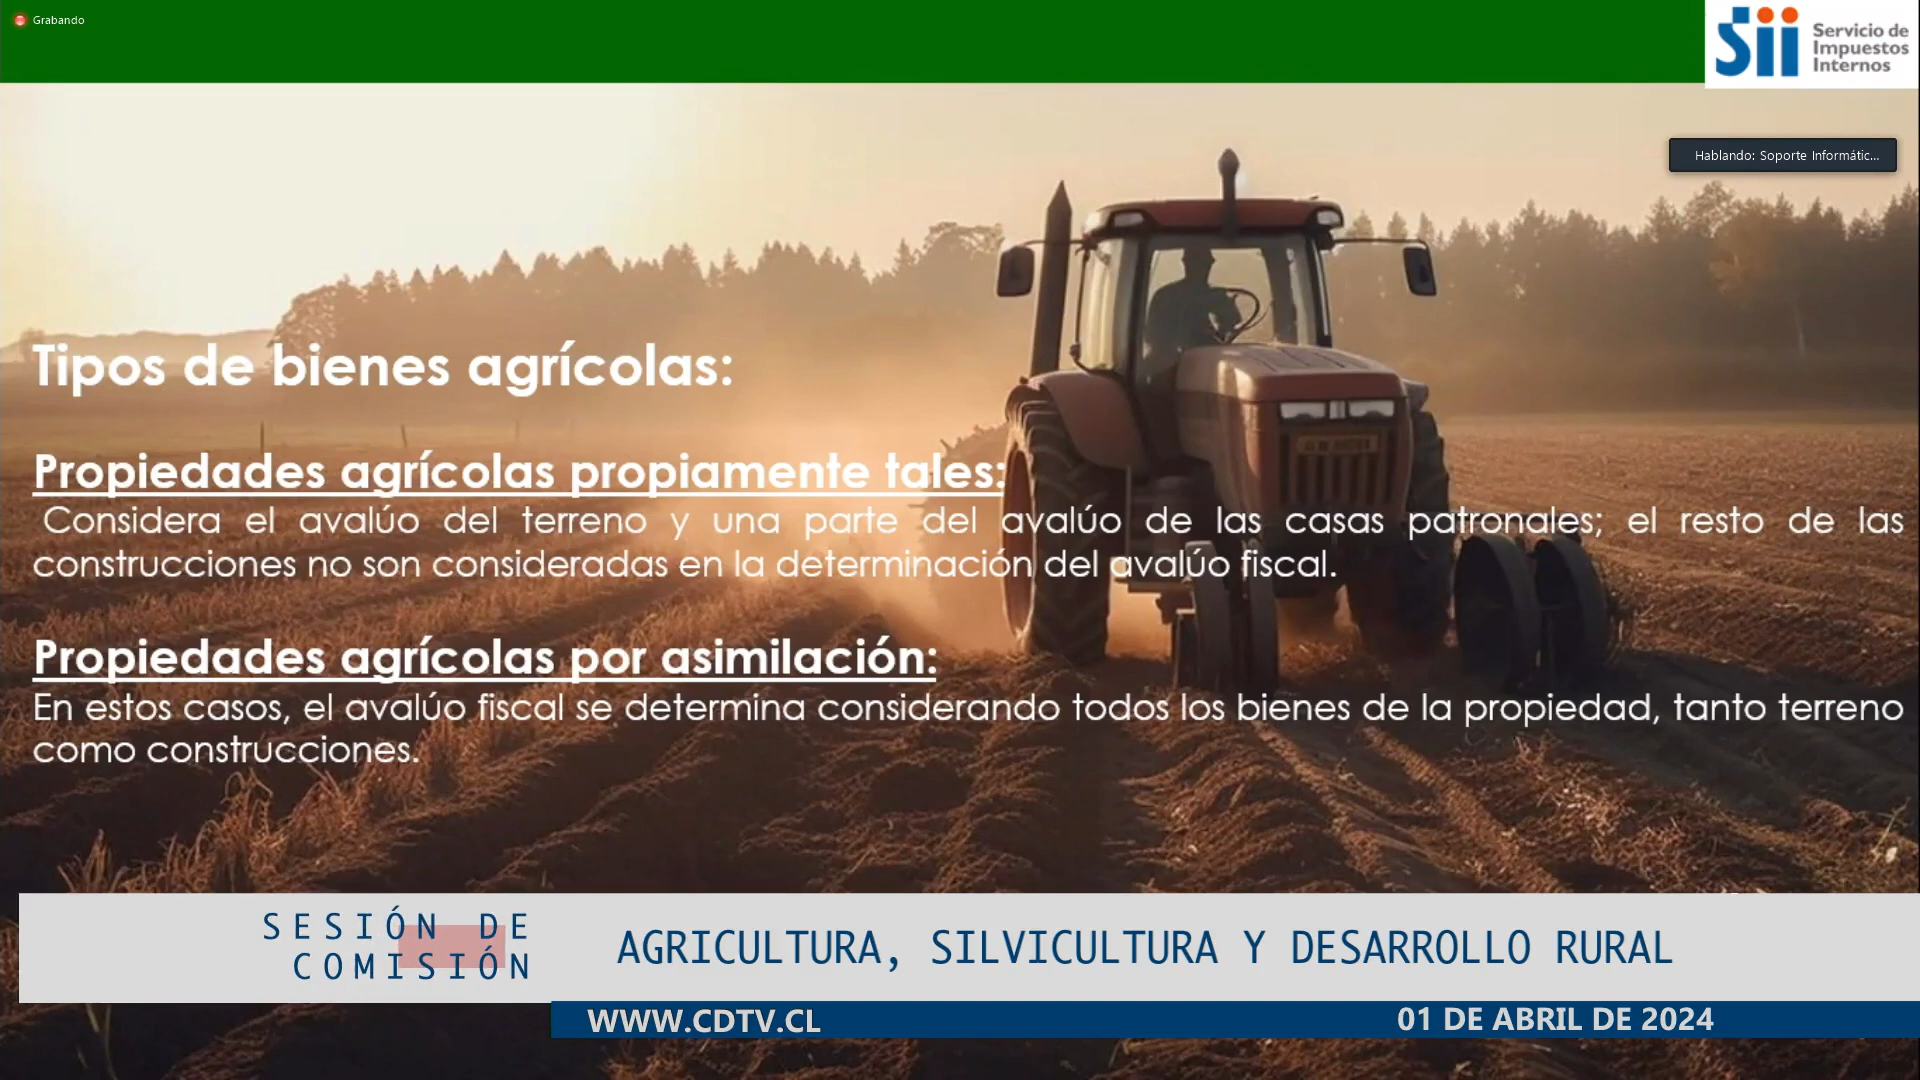 Grabando
Sii Servicio de
Impuestos
Internos
Hablando: Soporte Informátic...
Tipos de bienes agrícolas:
Propiedades agrícolas propiamente tales:
Considera el avalúo del terreno y una parte del avalúo de las casas patronales; el resto de las
construcciones no son consideradas en la determinación del avalúo fiscal.
Propiedades agrícolas por asimilación:
En estos casos, el avalúo fiscal se determina considerando todos los bienes de la propiedad, tanto terreno
como construcciones.
SESIÓN DE
COMISIÓN
AGRICULTURA, SILVICULTURA Y DESARROLLO RURAL
WWW.CDTV.CL
01 DE ABRIL DE 2024